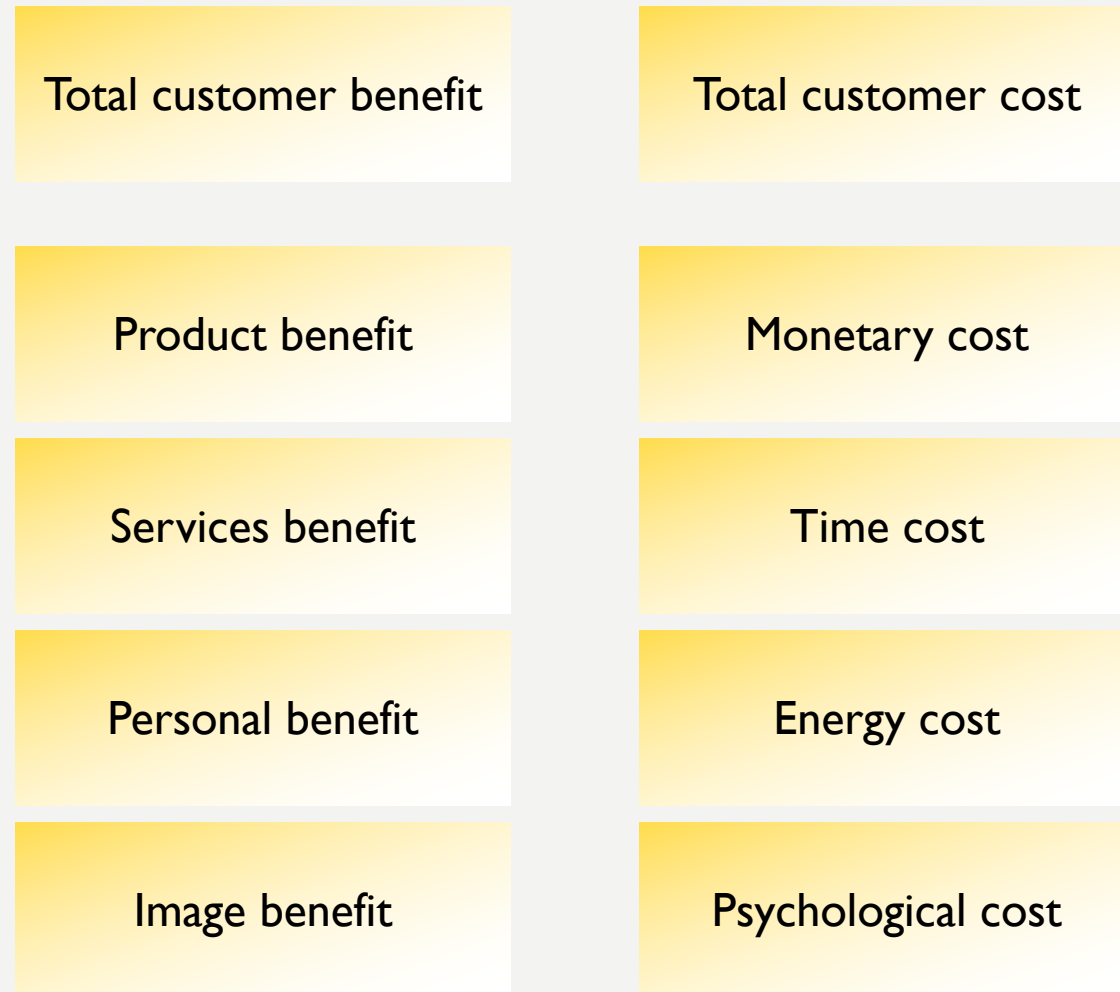 Total customer benefit
Total customer cost
Product benefit
Monetary cost
Services benefit
Time cost
Personal benefit
Energy cost
Image benefit
Psychological cost